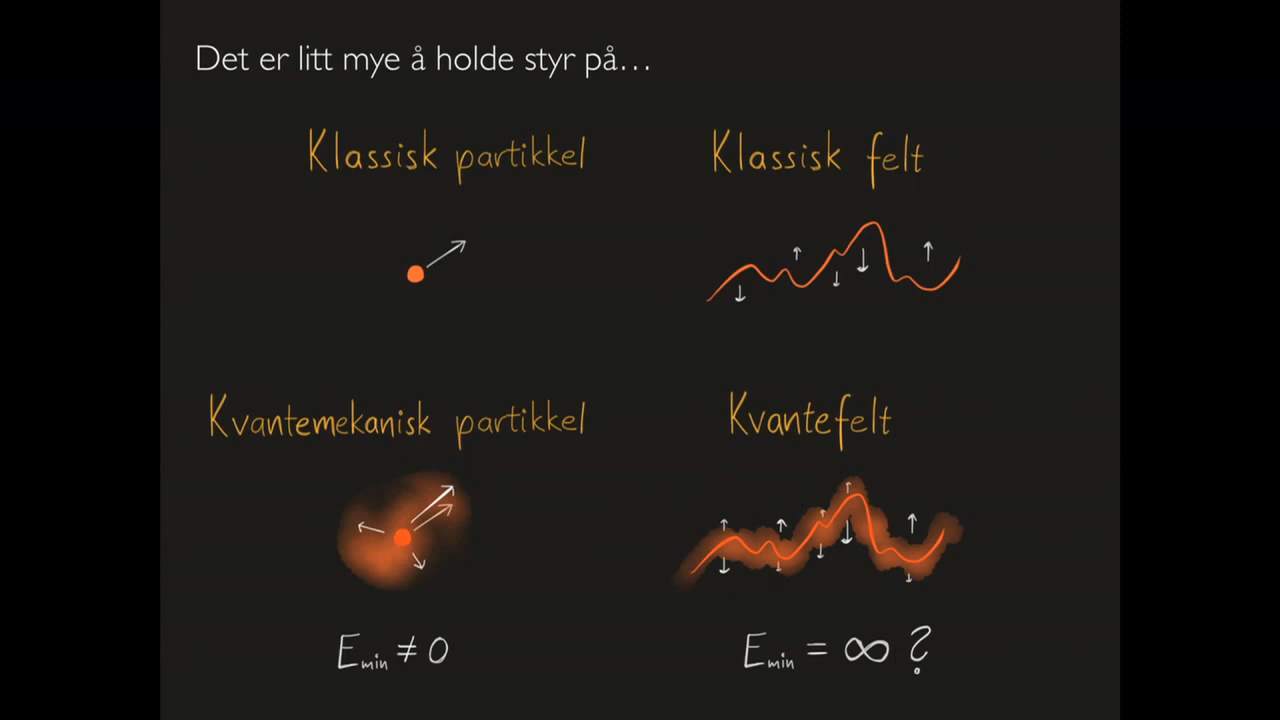 Det er litt mye å holde styr på...
Klassisk partikkel
Klassisk felt
Kvantemekanisk partikkel
Kvantefelt
E_min ≠ 0
E_min = ∞ ?